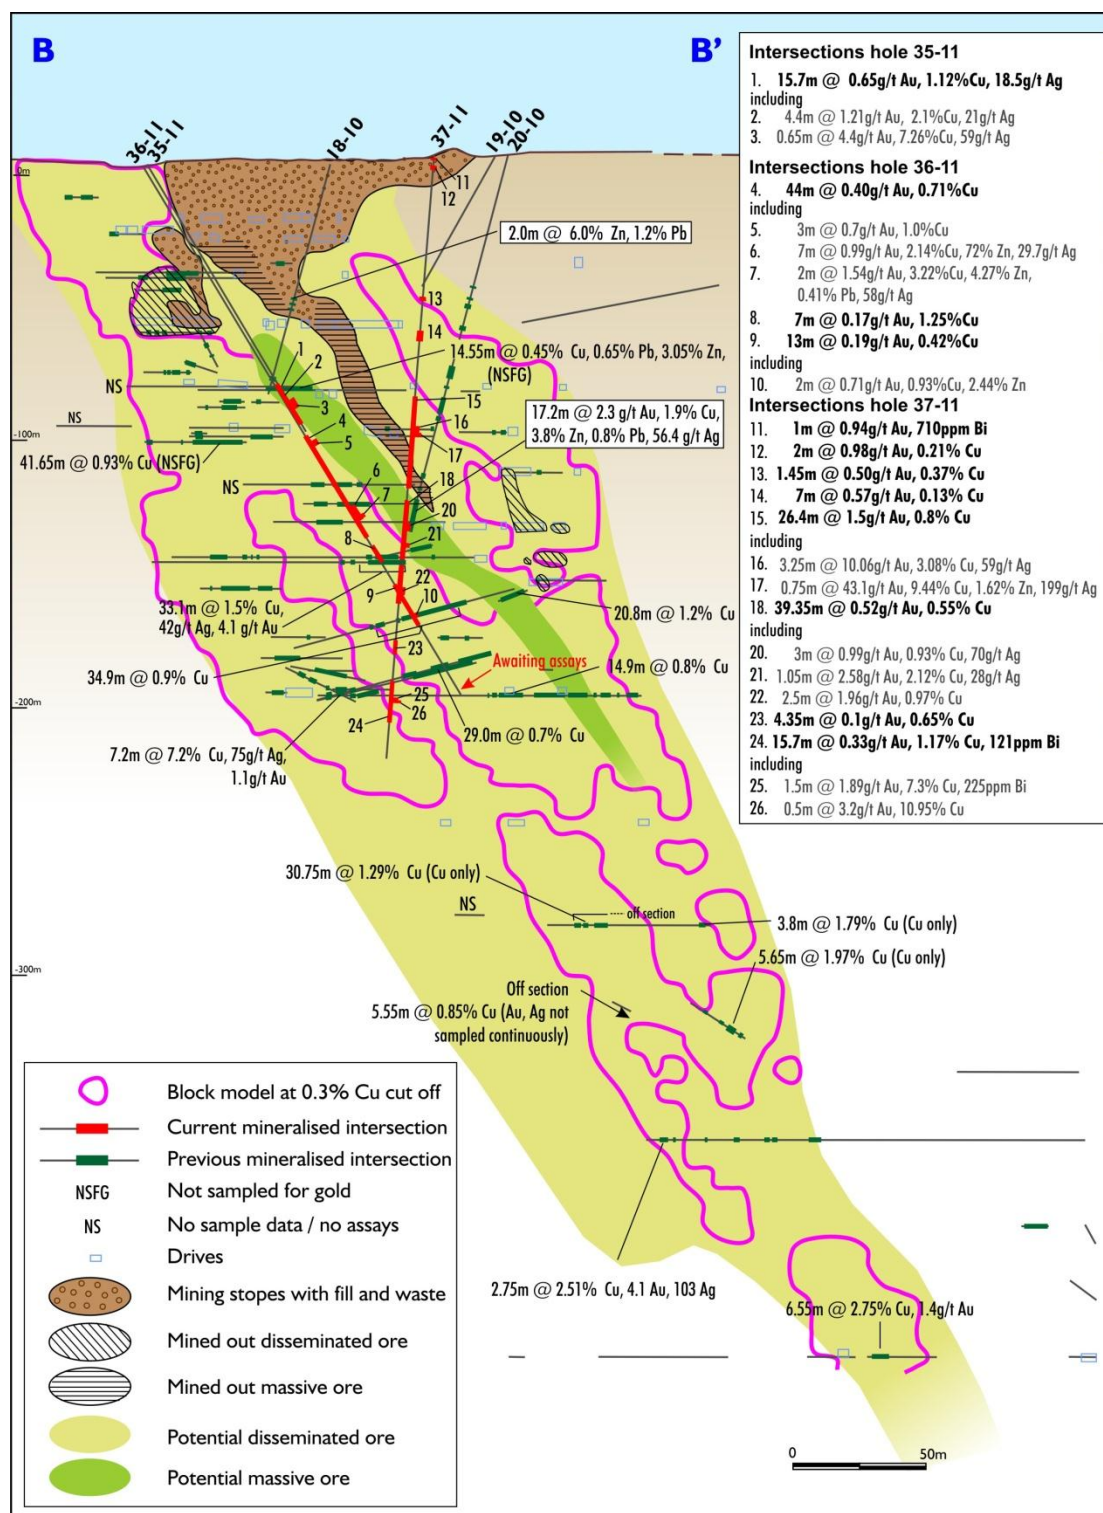 B
B’
36-11
35-11
18-10
37-11
19-10
20-10
0m
-100m
-200m
-300m
11
12
2.0m @ 6.0% Zn, 1.2% Pb
13
14
1
2
14.55m @ 0.45% Cu, 0.65% Pb, 3.05% Zn,
(NSFG)
NS
3
15
NS
4
5
16
17.2m @ 2.3 g/t Au, 1.9% Cu,
3.8% Zn, 0.8% Pb, 56.4 g/t Ag
17
41.65m @ 0.93% Cu (NSFG)
6
18
NS
7
20
8
21
22
9
10
33.1m @ 1.5% Cu,
42g/t Ag, 4.1 g/t Au
20.8m @ 1.2% Cu
23
Awaiting assays
34.9m @ 0.9% Cu
14.9m @ 0.8% Cu
25
26
24
29.0m @ 0.7% Cu
7.2m @ 7.2% Cu, 75g/t Ag,
1.1g/t Au
30.75m @ 1.29% Cu (Cu only)
NS
---- off section
3.8m @ 1.79% Cu (Cu only)
5.65m @ 1.97% Cu (Cu only)
Off section
5.55m @ 0.85% Cu (Au, Ag not
sampled continuously)
2.75m @ 2.51% Cu, 4.1 Au, 103 Ag
6.55m @ 2.75% Cu, 1.4g/t Au
0 50m
Intersections hole 35-11
1. 15.7m @ 0.65g/t Au, 1.12%Cu, 18.5g/t Ag
including
2. 4.4m @ 1.21g/t Au, 2.1%Cu, 21g/t Ag
3. 0.65m @ 4.4g/t Au, 7.26%Cu, 59g/t Ag
Intersections hole 36-11
4. 44m @ 0.40g/t Au, 0.71%Cu
including
5. 3m @ 0.7g/t Au, 1.0%Cu
6. 7m @ 0.99g/t Au, 2.14%Cu, 72% Zn, 29.7g/t Ag
7. 2m @ 1.54g/t Au, 3.22%Cu, 4.27% Zn,
0.41% Pb, 58g/t Ag
8. 7m @ 0.17g/t Au, 1.25%Cu
9. 13m @ 0.19g/t Au, 0.42%Cu
including
10. 2m @ 0.71g/t Au, 0.93%Cu, 2.44% Zn
Intersections hole 37-11
11. 1m @ 0.94g/t Au, 710ppm Bi
12. 2m @ 0.98g/t Au, 0.21% Cu
13. 1.45m @ 0.50g/t Au, 0.37% Cu
14. 7m @ 0.57g/t Au, 0.13% Cu
15. 26.4m @ 1.5g/t Au, 0.8% Cu
including
16. 3.25m @ 10.06g/t Au, 3.08% Cu, 59g/t Ag
17. 0.75m @ 43.1g/t Au, 9.44% Cu, 1.62% Zn, 199g/t Ag
18. 39.35m @ 0.52g/t Au, 0.55% Cu
including
20. 3m @ 0.99g/t Au, 0.93% Cu, 70g/t Ag
21. 1.05m @ 2.58g/t Au, 2.12% Cu, 28g/t Ag
22. 2.5m @ 1.96g/t Au, 0.97% Cu
23. 4.35m @ 0.1g/t Au, 0.65% Cu
24. 15.7m @ 0.33g/t Au, 1.17% Cu, 121ppm Bi
including
25. 1.5m @ 1.89g/t Au, 7.3% Cu, 225ppm Bi
26. 0.5m @ 3.2g/t Au, 10.95% Cu
Block model at 0.3% Cu cut off
Current mineralised intersection
Previous mineralised intersection
NSFG Not sampled for gold
NS No sample data / no assays
Drives
Mining stopes with fill and waste
Mined out disseminated ore
Mined out massive ore
Potential disseminated ore
Potential massive ore